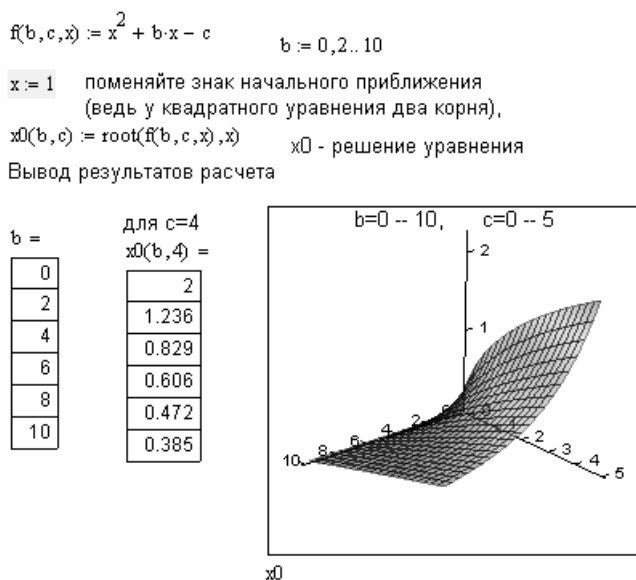 f(b,c,x) := x² + b·x − c
b := 0,2.. 10
x := 1 поменяйте знак начального приближения
(ведь у квадратного уравнения два корня),
x0(b,c) := root(f(b,c,x),x) x0 - решение уравнения
Вывод результатов расчета
b =
0
2
4
6
8
10
для c=4
x0(b,4) =
2
1.236
0.829
0.606
0.472
0.385
b=0 -- 10, c=0 -- 5
2
1
10
8
6
4
2
0
0
1
2
3
4
5
x0